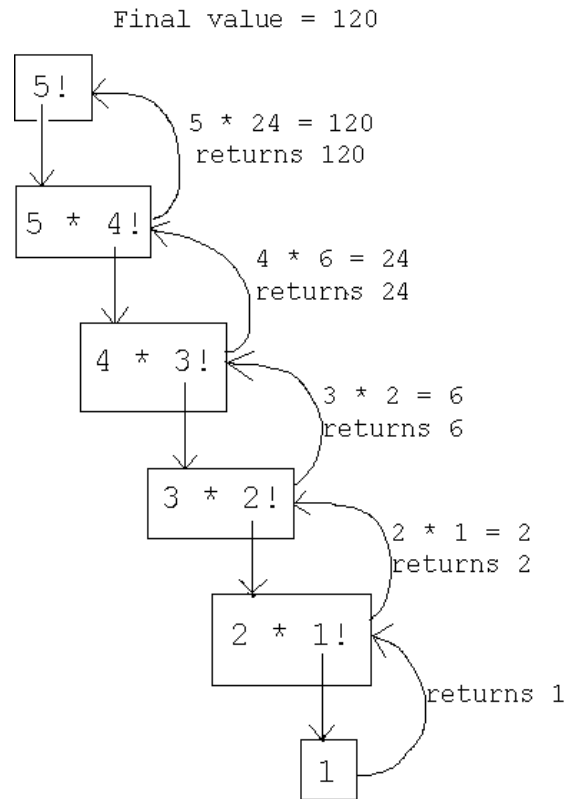 Final value = 120
5!
5 * 24 = 120
returns 120
5 * 4!
4 * 6 = 24
returns 24
4 * 3!
3 * 2 = 6
returns 6
3 * 2!
2 * 1 = 2
returns 2
2 * 1!
returns 1
1